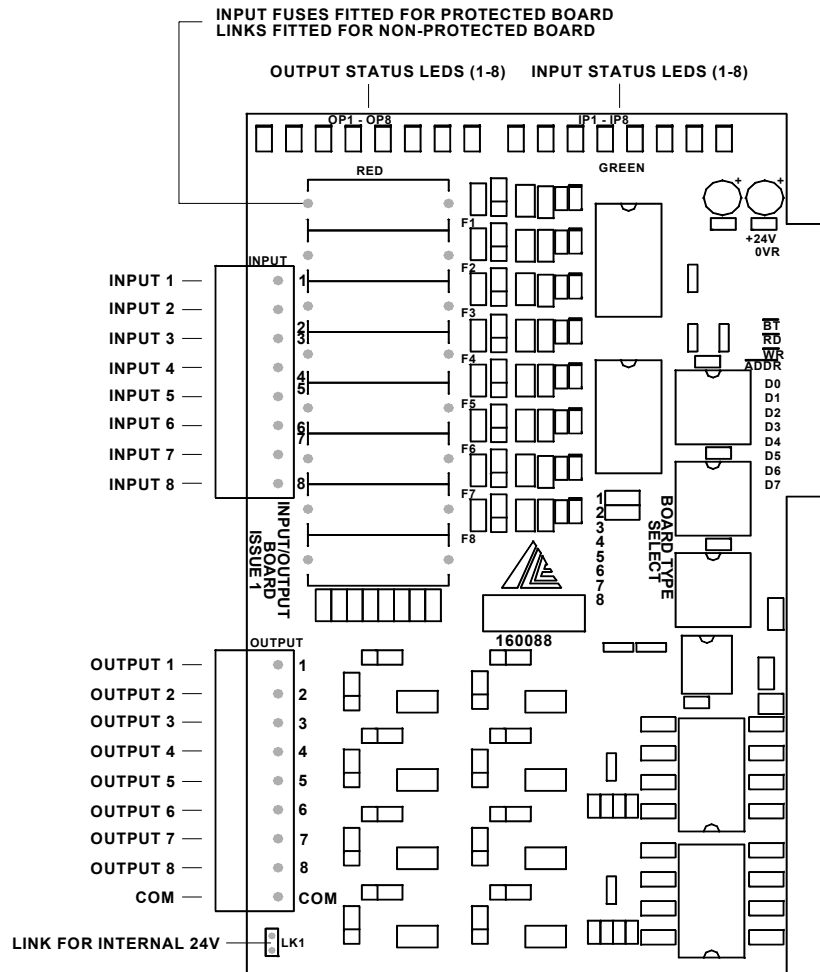 INPUT FUSES FITTED FOR PROTECTED BOARD
LINKS FITTED FOR NON-PROTECTED BOARD
OUTPUT STATUS LEDS (1-8)
INPUT STATUS LEDS (1-8)
OP1 - OP8
IP1 - IP8
RED
GREEN
F1
F2
F3
F4
F5
F6
F7
F8
+
+
+24V
0VR
BT
RD
WR
ADDR
D0
D1
D2
D3
D4
D5
D6
D7
INPUT
INPUT 1
INPUT 2
INPUT 3
INPUT 4
INPUT 5
INPUT 6
INPUT 7
INPUT 8
1
2
3
4
5
6
7
8
INPUT/OUTPUT
BOARD
ISSUE 1
1
2
3
4
5
6
7
8
BOARD TYPE
SELECT
160088
OUTPUT
OUTPUT 1
OUTPUT 2
OUTPUT 3
OUTPUT 4
OUTPUT 5
OUTPUT 6
OUTPUT 7
OUTPUT 8
COM
1
2
3
4
5
6
7
8
COM
LINK FOR INTERNAL 24V
LK1